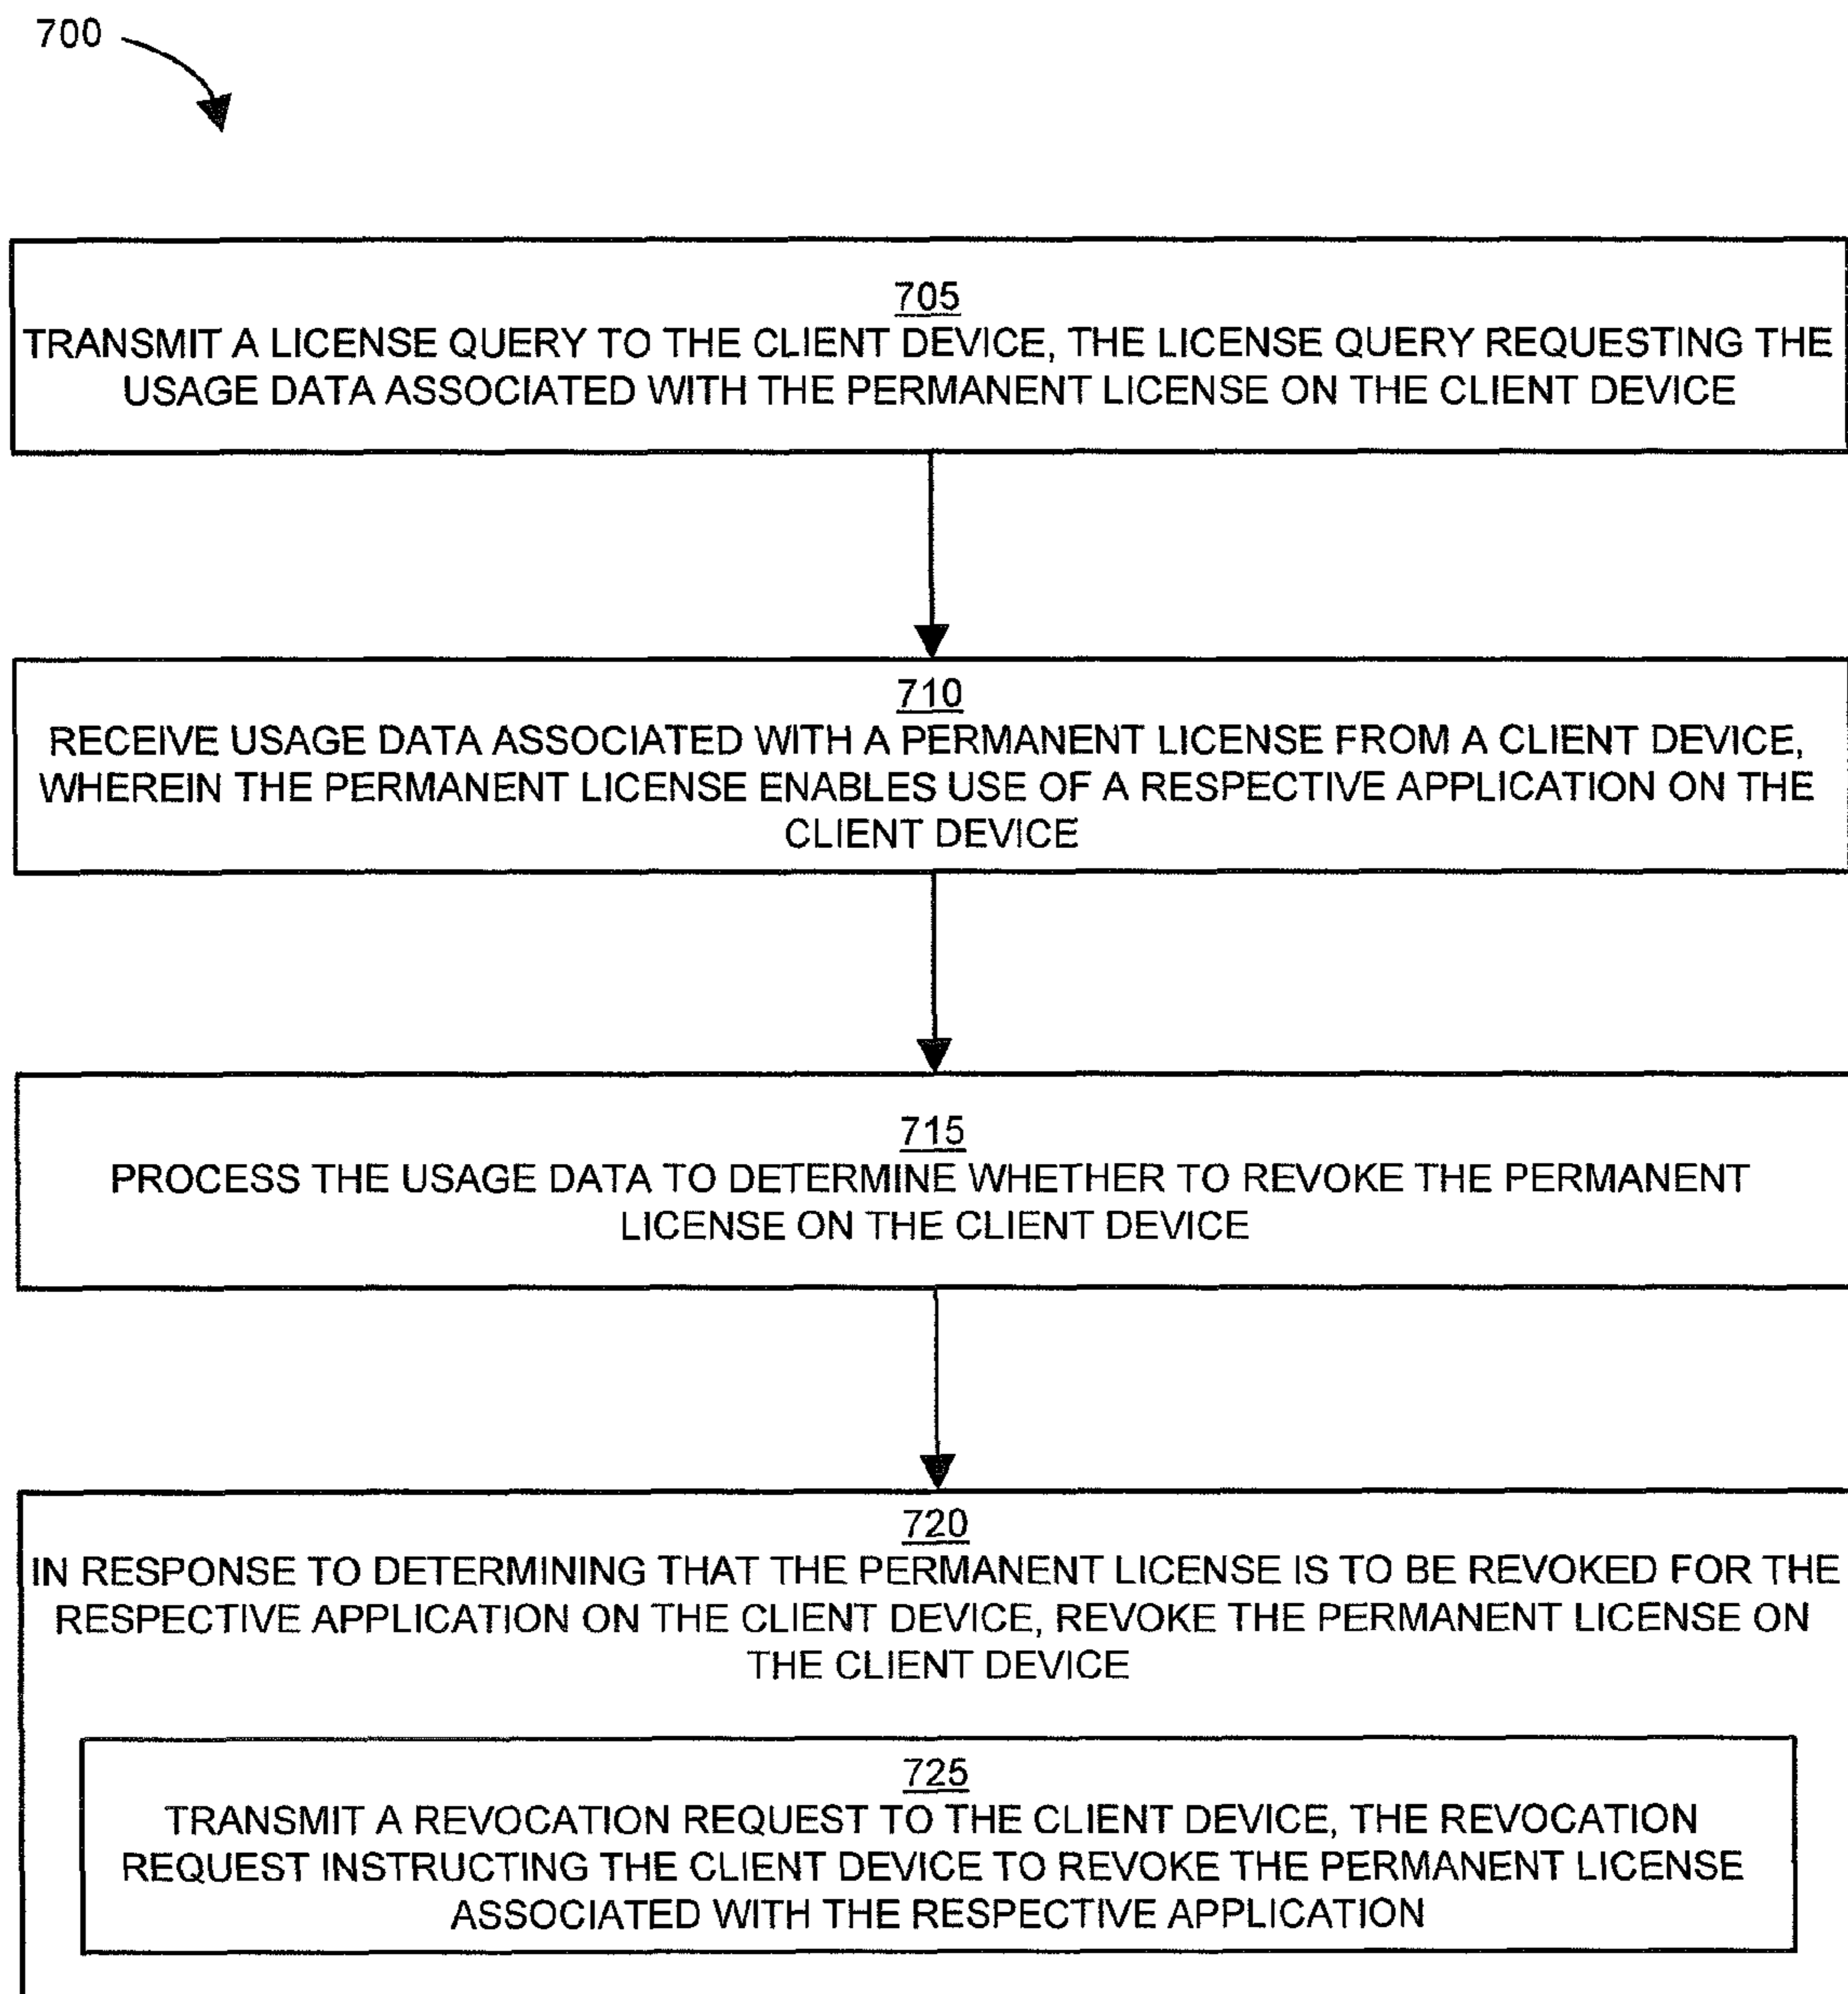 700
705
TRANSMIT A LICENSE QUERY TO THE CLIENT DEVICE, THE LICENSE QUERY REQUESTING THE
USAGE DATA ASSOCIATED WITH THE PERMANENT LICENSE ON THE CLIENT DEVICE
710
RECEIVE USAGE DATA ASSOCIATED WITH A PERMANENT LICENSE FROM A CLIENT DEVICE,
WHEREIN THE PERMANENT LICENSE ENABLES USE OF A RESPECTIVE APPLICATION ON THE
CLIENT DEVICE
715
PROCESS THE USAGE DATA TO DETERMINE WHETHER TO REVOKE THE PERMANENT
LICENSE ON THE CLIENT DEVICE
720
IN RESPONSE TO DETERMINING THAT THE PERMANENT LICENSE IS TO BE REVOKED FOR THE
RESPECTIVE APPLICATION ON THE CLIENT DEVICE, REVOKE THE PERMANENT LICENSE ON
THE CLIENT DEVICE
725
TRANSMIT A REVOCATION REQUEST TO THE CLIENT DEVICE, THE REVOCATION
REQUEST INSTRUCTING THE CLIENT DEVICE TO REVOKE THE PERMANENT LICENSE
ASSOCIATED WITH THE RESPECTIVE APPLICATION